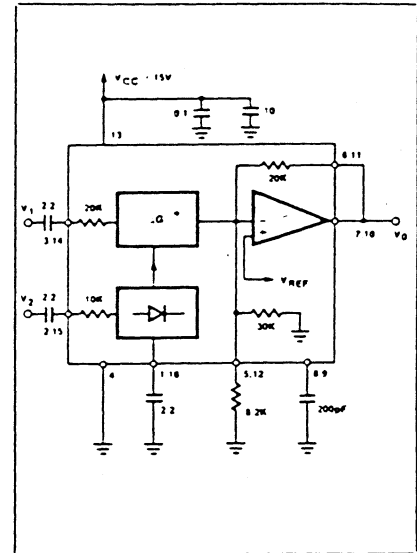 VCC · 15V
0.1
10
13
6.11
20K
V1
2.2
3.14
20K
7.10
VO
VREF
V2
2.2
2.15
10K
30K
4
1.16
5.12
8.9
2.2
8.2K
200pF